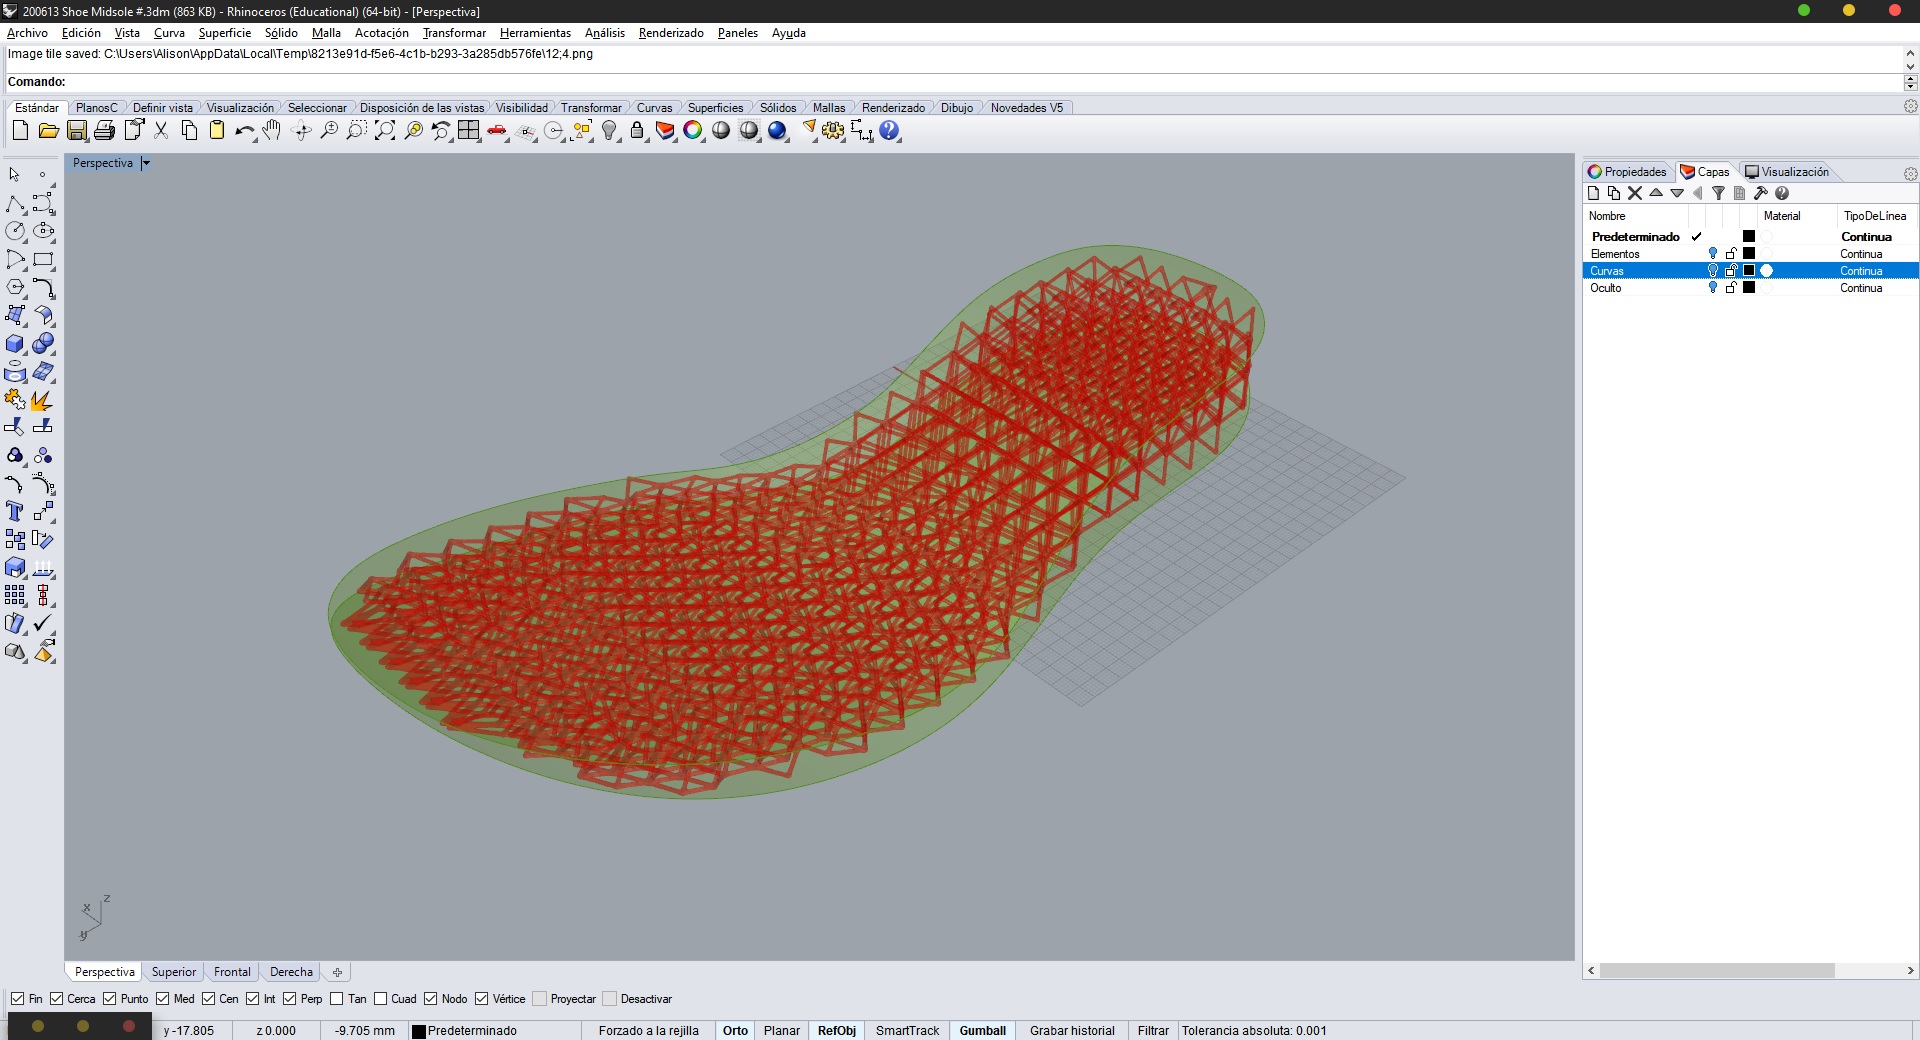 200613 Shoe Midsole #.3dm (863 KB) - Rhinoceros (Educational) (64-bit) - [Perspectiva]
Archivo Edición Vista Curva Superficie Sólido Malla Acotación Transformar Herramientas Análisis Renderizado Paneles Ayuda
Image tile saved: C:\Users\Alison\AppData\Local\Temp\8213e91d-f5e6-4c1b-b293-3a285db576fe\12;4.png
Comando:
Estándar PlanosC Definir vista Visualización Seleccionar Disposición de las vistas Visibilidad Transformar Curvas Superficies Sólidos Mallas Renderizado Dibujo Novedades V5
Perspectiva
Propiedades Capas Visualización
Nombre Material TipoDeLínea
Predeterminado Continua
Elementos Continua
Curvas Continua
Oculto Continua
z
x
y
Perspectiva Superior Frontal Derecha
Fin Cerca Punto Med Cen Int Perp Tan Cuad Nodo Vértice Proyectar Desactivar
y -17.805 z 0.000 -9.705 mm Predeterminado Forzado a la rejilla Orto Planar RefObj SmartTrack Gumball Grabar historial Filtrar Tolerancia absoluta: 0.001